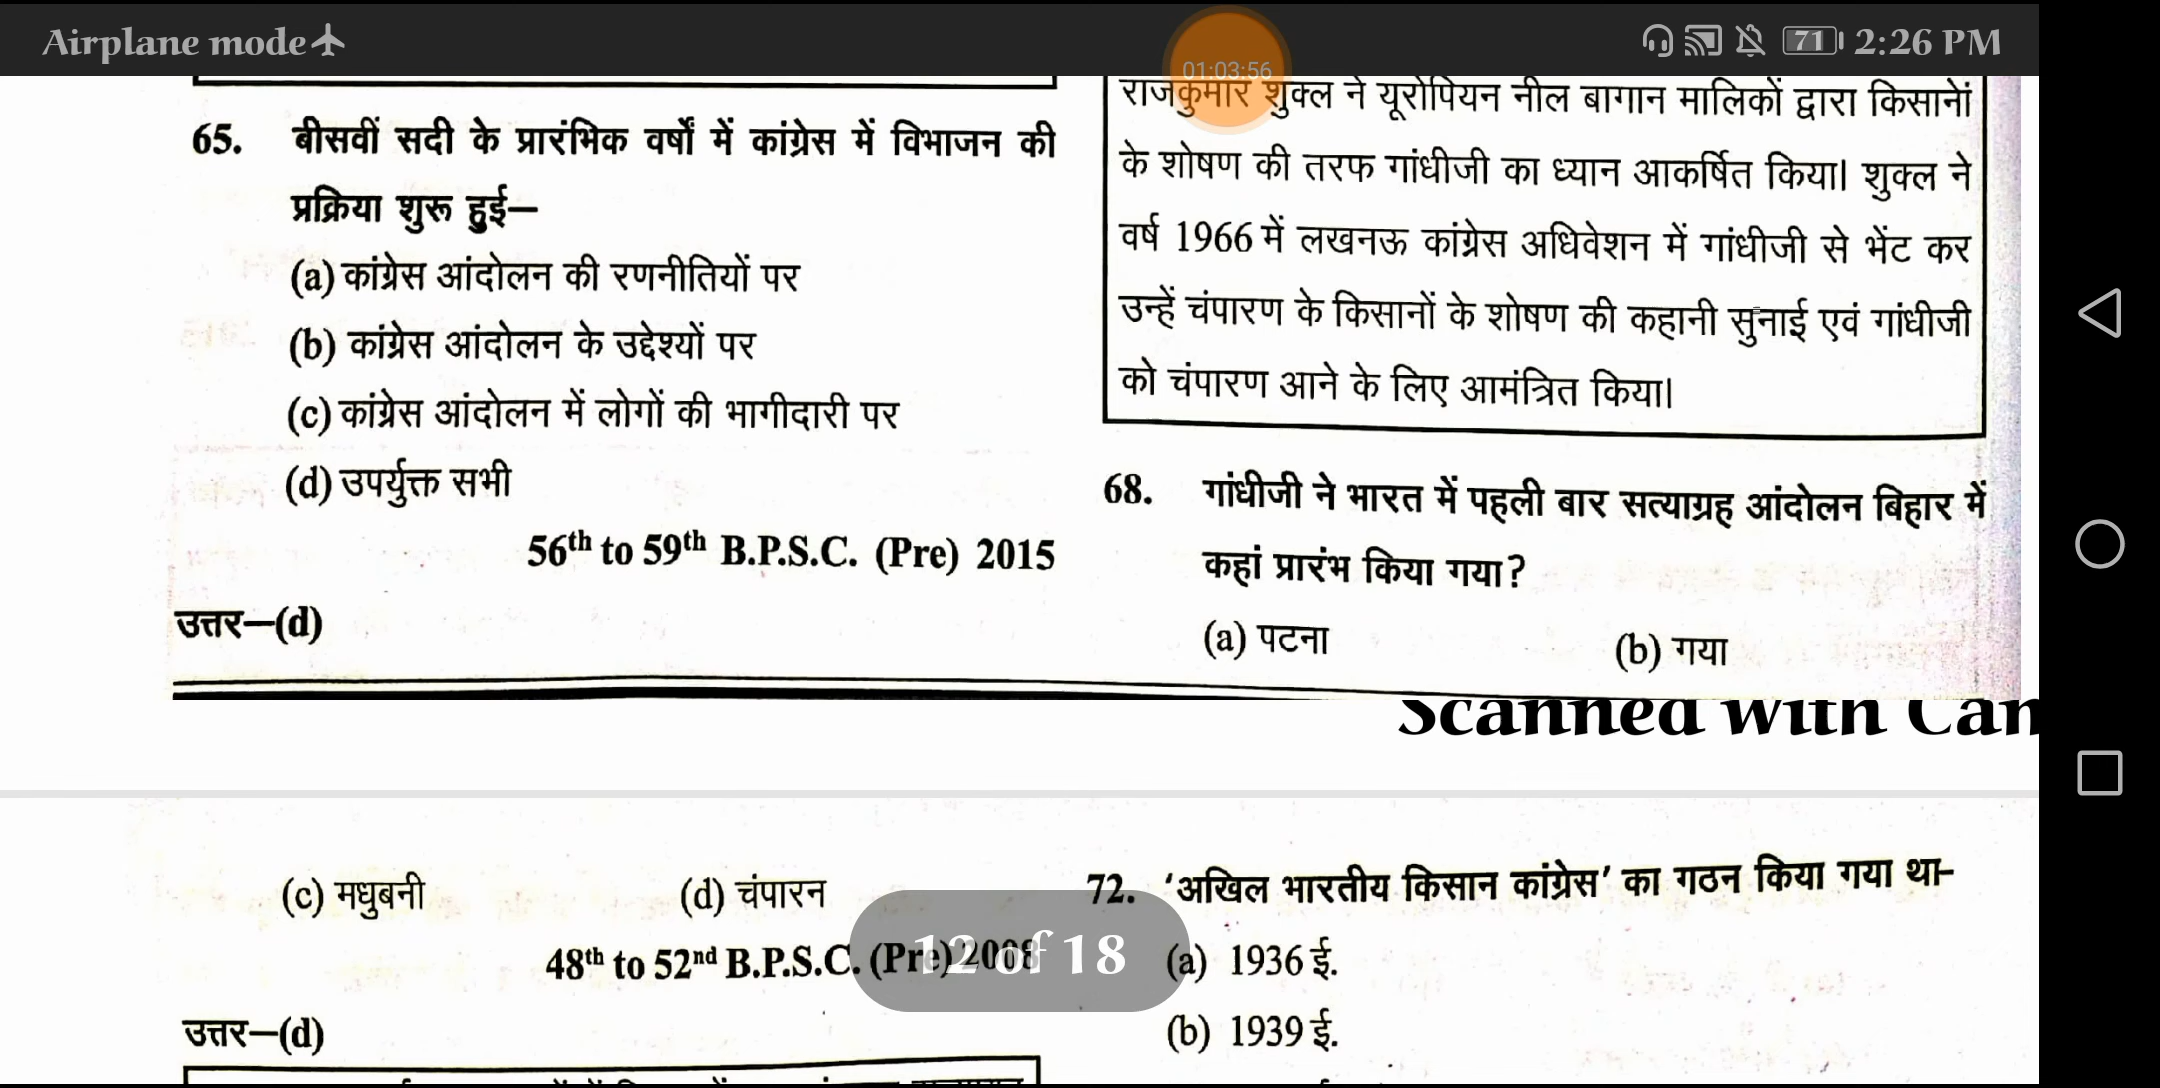 Airplane mode
71 2:26 PM
01:03:56
65. बीसवीं सदी के प्रारंभिक वर्षों में कांग्रेस में विभाजन की
प्रक्रिया शुरू हुई—
(a) कांग्रेस आंदोलन की रणनीतियों पर
(b) कांग्रेस आंदोलन के उद्देश्यों पर
(c) कांग्रेस आंदोलन में लोगों की भागीदारी पर
(d) उपर्युक्त सभी
56th to 59th B.P.S.C. (Pre) 2015
उत्तर—(d)
राजकुमार शुक्ल ने यूरोपियन नील बागान मालिकों द्वारा किसानों
के शोषण की तरफ गांधीजी का ध्यान आकर्षित किया। शुक्ल ने
वर्ष 1966 में लखनऊ कांग्रेस अधिवेशन में गांधीजी से भेंट कर
उन्हें चंपारण के किसानों के शोषण की कहानी सुनाई एवं गांधीजी
को चंपारण आने के लिए आमंत्रित किया।
68. गांधीजी ने भारत में पहली बार सत्याग्रह आंदोलन बिहार में
कहां प्रारंभ किया गया?
(a) पटना (b) गया
Scanned with Cam
(c) मधुबनी (d) चंपारन
48th to 52nd B.P.S.C. (Pre) 2008
उत्तर—(d)
12 of 18
72. ‘अखिल भारतीय किसान कांग्रेस’ का गठन किया गया था-
(a) 1936 ई.
(b) 1939 ई.